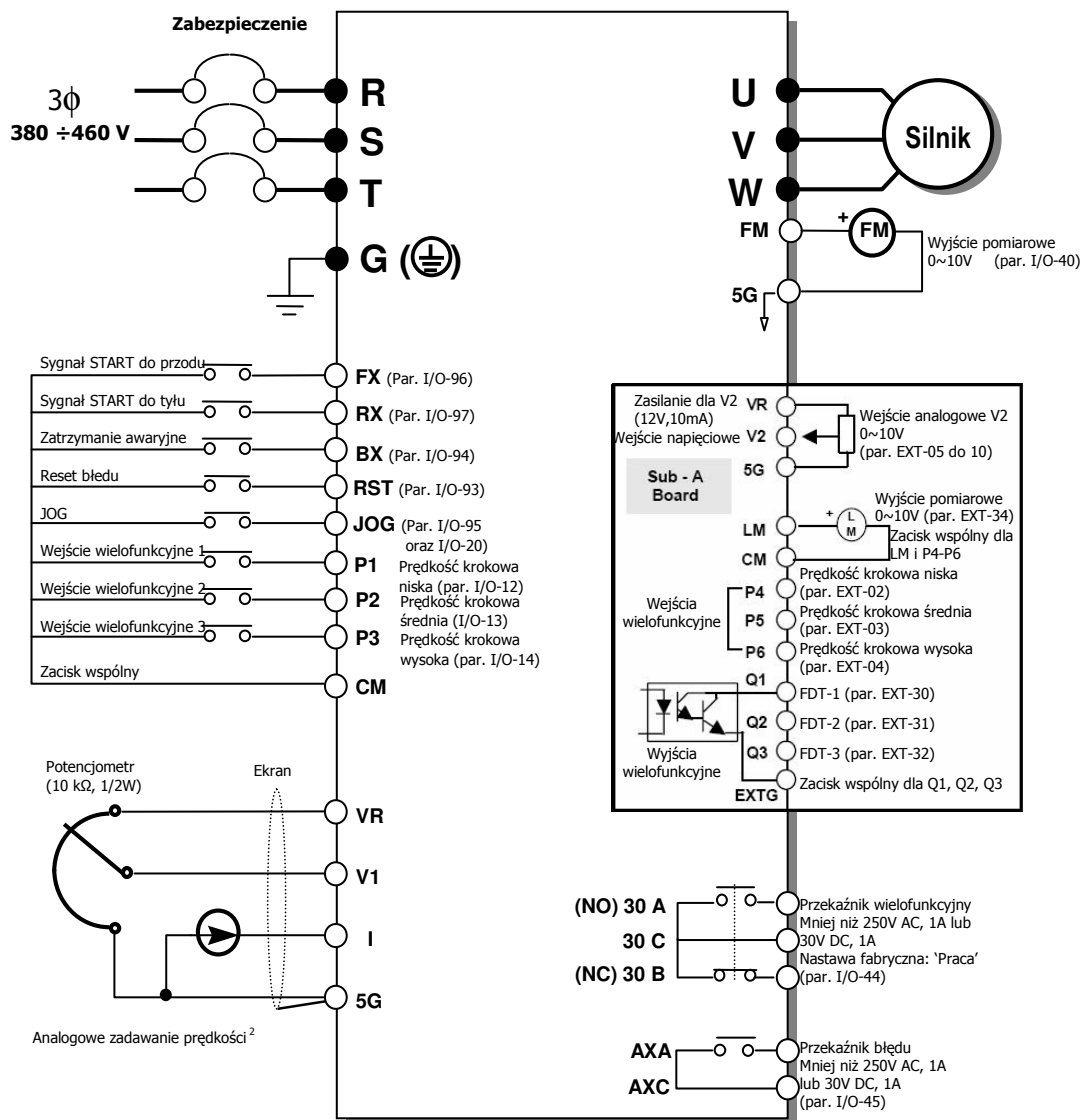 Zabezpieczenie
3ϕ
380 ÷460 V
R
S
T
G (⏚)
U
V
W
Silnik
FM
+
FM
Wyjście pomiarowe
0~10V (par. I/O-40)
5G
Sygnał START do przodu
FX (Par. I/O-96)
Sygnał START do tyłu
RX (Par. I/O-97)
Zatrzymanie awaryjne
BX (Par. I/O-94)
Reset błedu
RST (Par. I/O-93)
JOG
JOG (Par. I/O-95
oraz I/O-20)
Wejście wielofunkcyjne 1
P1 Prędkość krokowa
niska (par. I/O-12)
Wejście wielofunkcyjne 2
P2 Prędkość krokowa
średnia (I/O-13)
Wejście wielofunkcyjne 3
P3 Prędkość krokowa
wysoka (par. I/O-14)
Zacisk wspólny
CM
Zasilanie dla V2
(12V,10mA)
VR
Wejście napięciowe
V2
5G
Wejście analogowe V2
0~10V
(par. EXT-05 do 10)
Sub - A
Board
LM
+
L
M
Wyjście pomiarowe
0~10V (par. EXT-34)
CM
Zacisk wspólny dla
LM i P4-P6
Wejścia
wielofunkcyjne
P4
Prędkość krokowa niska
(par. EXT-02)
P5
Prędkość krokowa średnia
(par. EXT-03)
P6
Prędkość krokowa wysoka
(par. EXT-04)
Q1
FDT-1 (par. EXT-30)
Q2
FDT-2 (par. EXT-31)
Q3
FDT-3 (par. EXT-32)
Wyjścia
wielofunkcyjne
EXTG
Zacisk wspólny dla Q1, Q2, Q3
Potencjometr
(10 kΩ, 1/2W)
Ekran
VR
V1
I
5G
Analogowe zadawanie prędkości 2
(NO) 30 A
30 C
(NC) 30 B
Przekaźnik wielofunkcyjny
Mniej niż 250V AC, 1A lub
30V DC, 1A
Nastawa fabryczna: ‘Praca’
(par. I/O-44)
AXA
AXC
Przekaźnik błędu
Mniej niż 250V AC, 1A
lub 30V DC, 1A
(par. I/O-45)